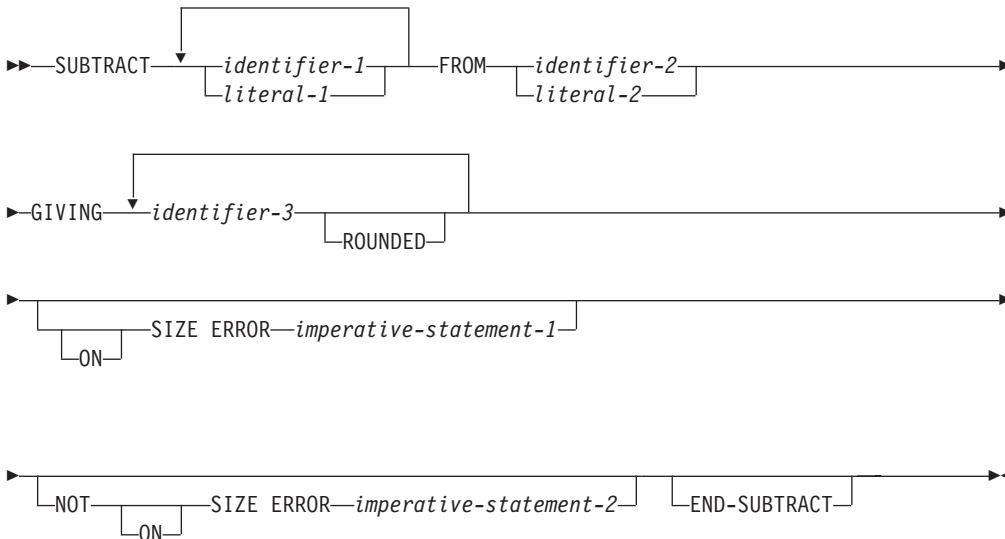 SUBTRACT identifier-1 FROM identifier-2
literal-1 literal-2
GIVING identifier-3
ROUNDED
SIZE ERROR imperative-statement-1
ON
NOT SIZE ERROR imperative-statement-2 END-SUBTRACT
ON